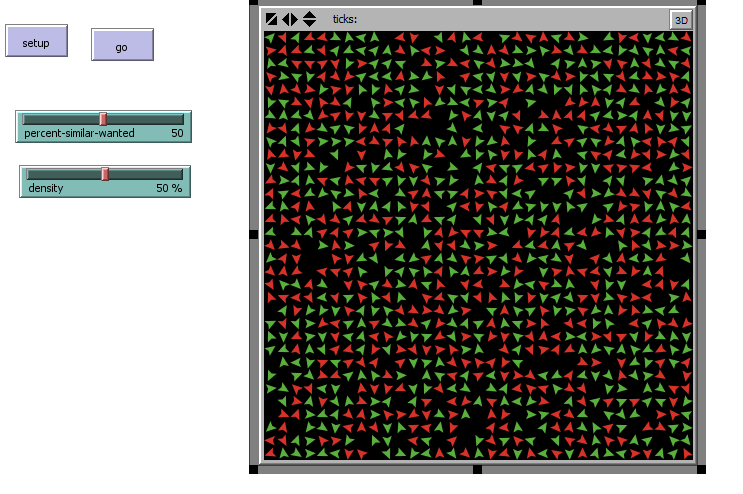 setup
go
ticks:
3D
percent-similar-wanted 50
density 50 %